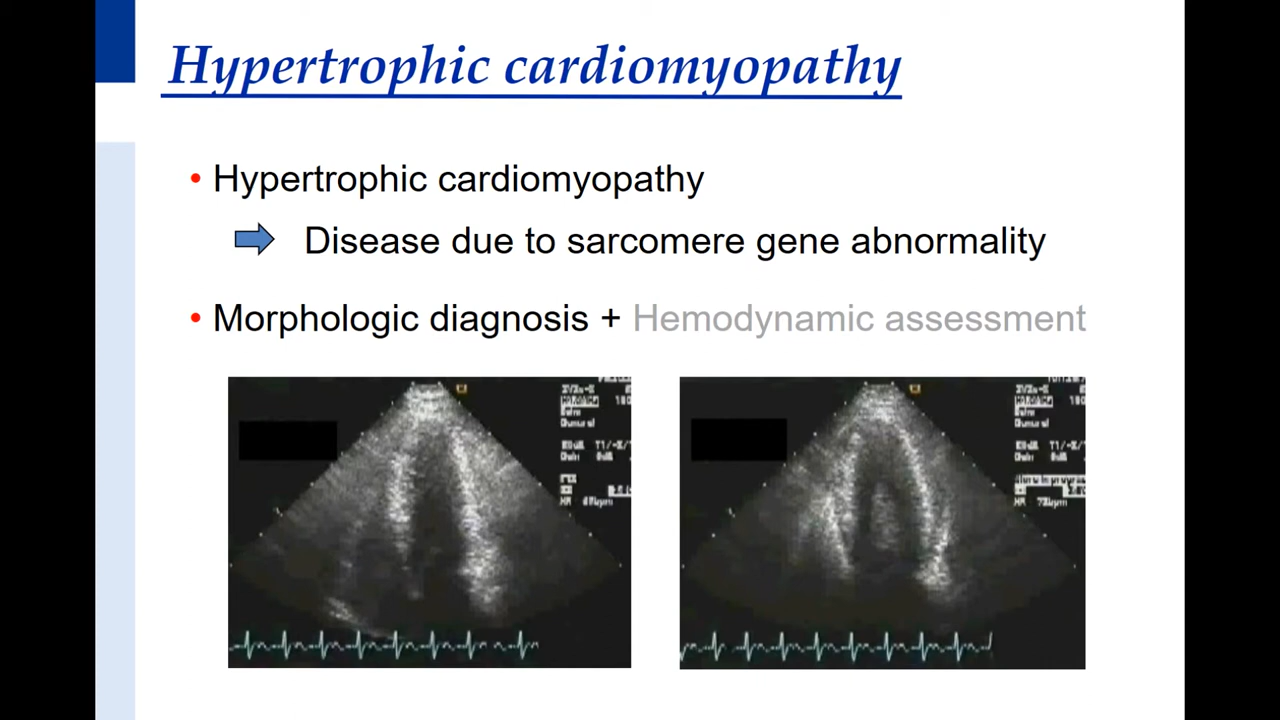 Hypertrophic cardiomyopathy
• Hypertrophic cardiomyopathy
Disease due to sarcomere gene abnormality
• Morphologic diagnosis + Hemodynamic assessment